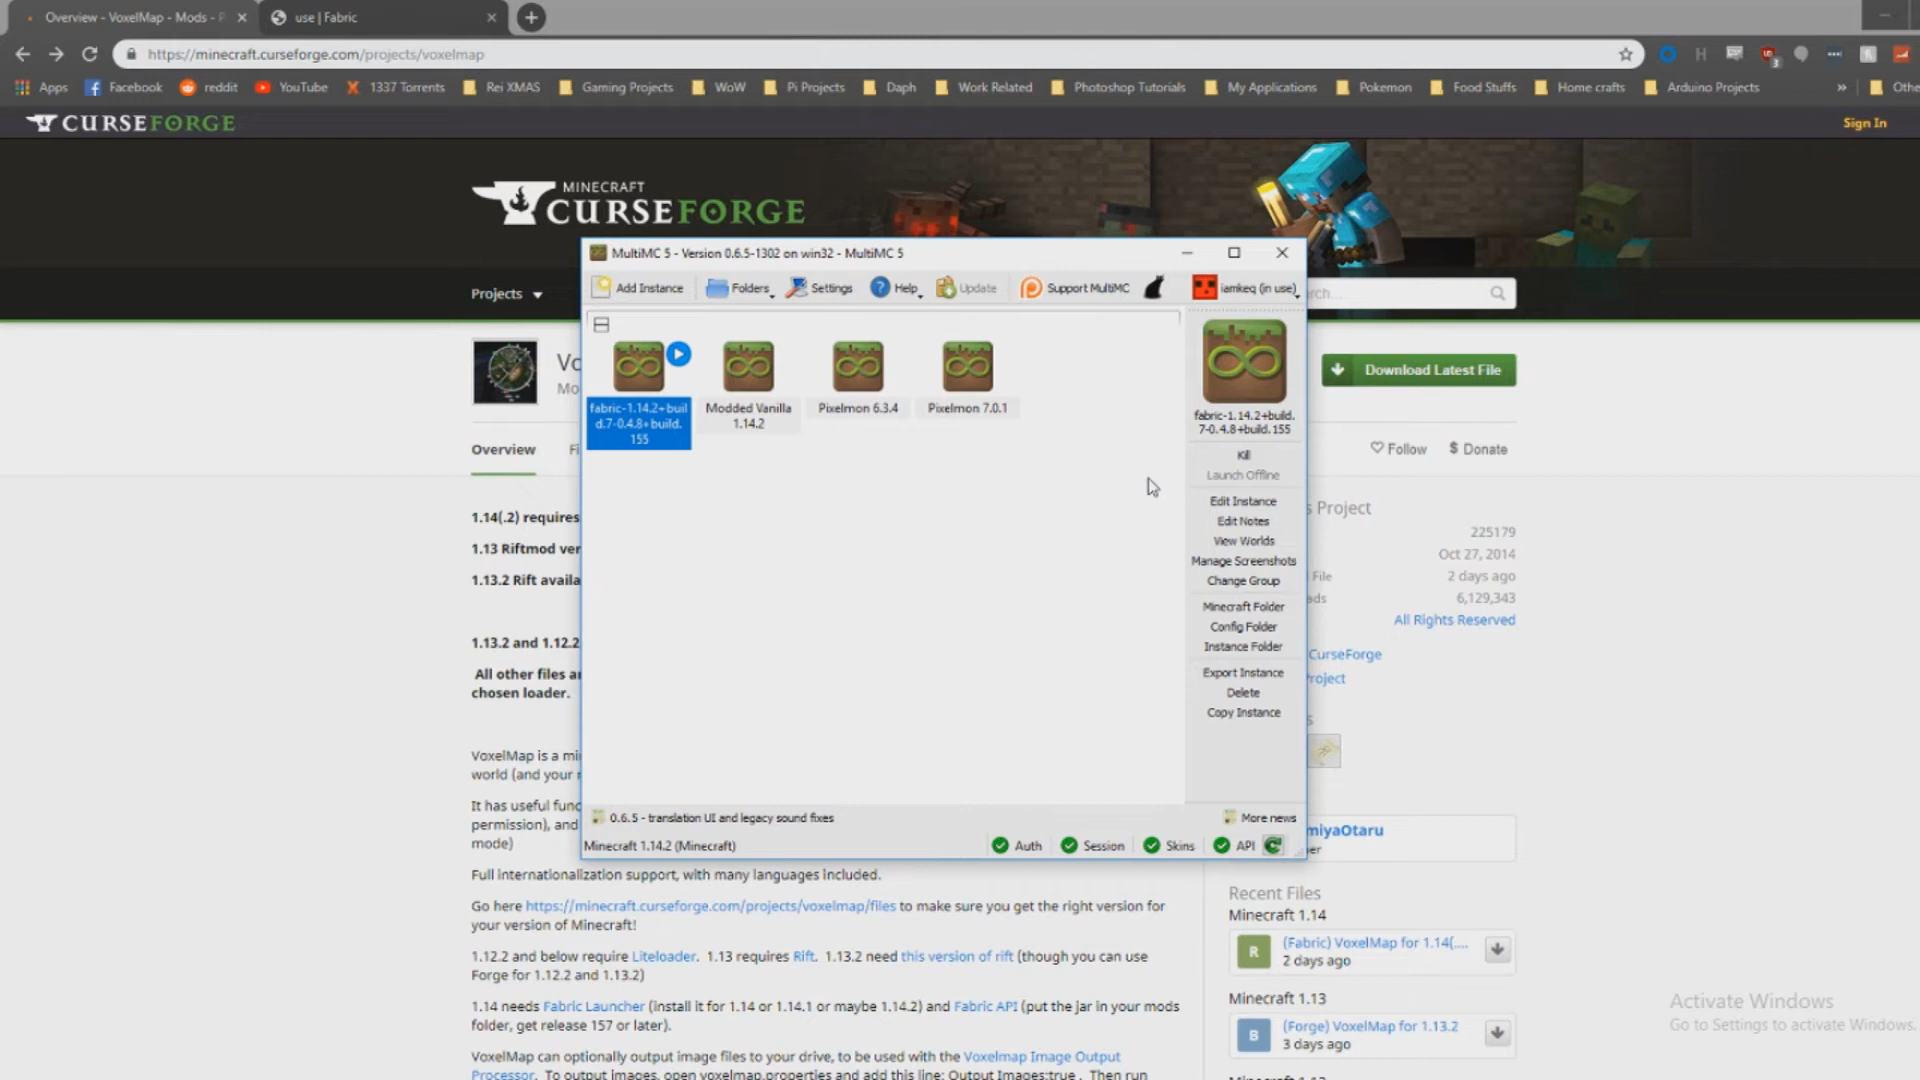 Overview - VoxelMap - Mods - P
use | Fabric
https://minecraft.curseforge.com/projects/voxelmap
Apps
Facebook
reddit
YouTube
1337 Torrents
Rei XMAS
Gaming Projects
WoW
Pi Projects
Daph
Work Related
Photoshop Tutorials
My Applications
Pokemon
Food Stuffs
Home crafts
Arduino Projects
»
Othe
CURSEFORGE
Sign In
MINECRAFT
CURSEFORGE
MultiMC 5 - Version 0.6.5-1302 on win32 - MultiMC 5
Projects
Add Instance
Folders
Settings
Help
Update
Support MultiMC
iamkeq (in use)
rch...
Vo
Mo
Download Latest File
fabric-1.14.2+buil
d.7-0.4.8+build.
155
Modded Vanilla
1.14.2
Pixelmon 6.3.4
Pixelmon 7.0.1
fabric-1.14.2+build.
7-0.4.8+build.155
Overview
Fi
Follow
$ Donate
Kill
Launch Offline
Edit Instance
Edit Notes
View Worlds
Manage Screenshots
Change Group
Minecraft Folder
Config Folder
Instance Folder
Export Instance
Delete
Copy Instance
s Project
225179
Oct 27, 2014
File
2 days ago
ads
6,129,343
All Rights Reserved
CurseForge
roject
s
1.14(.2) requires
1.13 Riftmod ver
1.13.2 Rift availa
1.13.2 and 1.12.2
All other files a
chosen loader.
VoxelMap is a mi
world (and your
It has useful func
permission), and
mode)
0.6.5 - translation UI and legacy sound fixes
More news
Minecraft 1.14.2 (Minecraft)
Auth
Session
Skins
API
miyaOtaru
er
Full internationalization support, with many languages included.
Go here https://minecraft.curseforge.com/projects/voxelmap/files to make sure you get the right version for
your version of Minecraft!
1.12.2 and below require Liteloader. 1.13 requires Rift. 1.13.2 need this version of rift (though you can use
Forge for 1.12.2 and 1.13.2)
1.14 needs Fabric Launcher (install it for 1.14 or 1.14.1 or maybe 1.14.2) and Fabric API (put the jar in your mods
folder, get release 157 or later).
VoxelMap can optionally output image files to your drive, to be used with the Voxelmap Image Output
Processor. To output images, open voxelmap.properties and add this line: Output Images:true . Then run
Recent Files
Minecraft 1.14
R
(Fabric) VoxelMap for 1.14(....
2 days ago
Minecraft 1.13
B
(Forge) VoxelMap for 1.13.2
3 days ago
Activate Windows
Go to Settings to activate Windows.